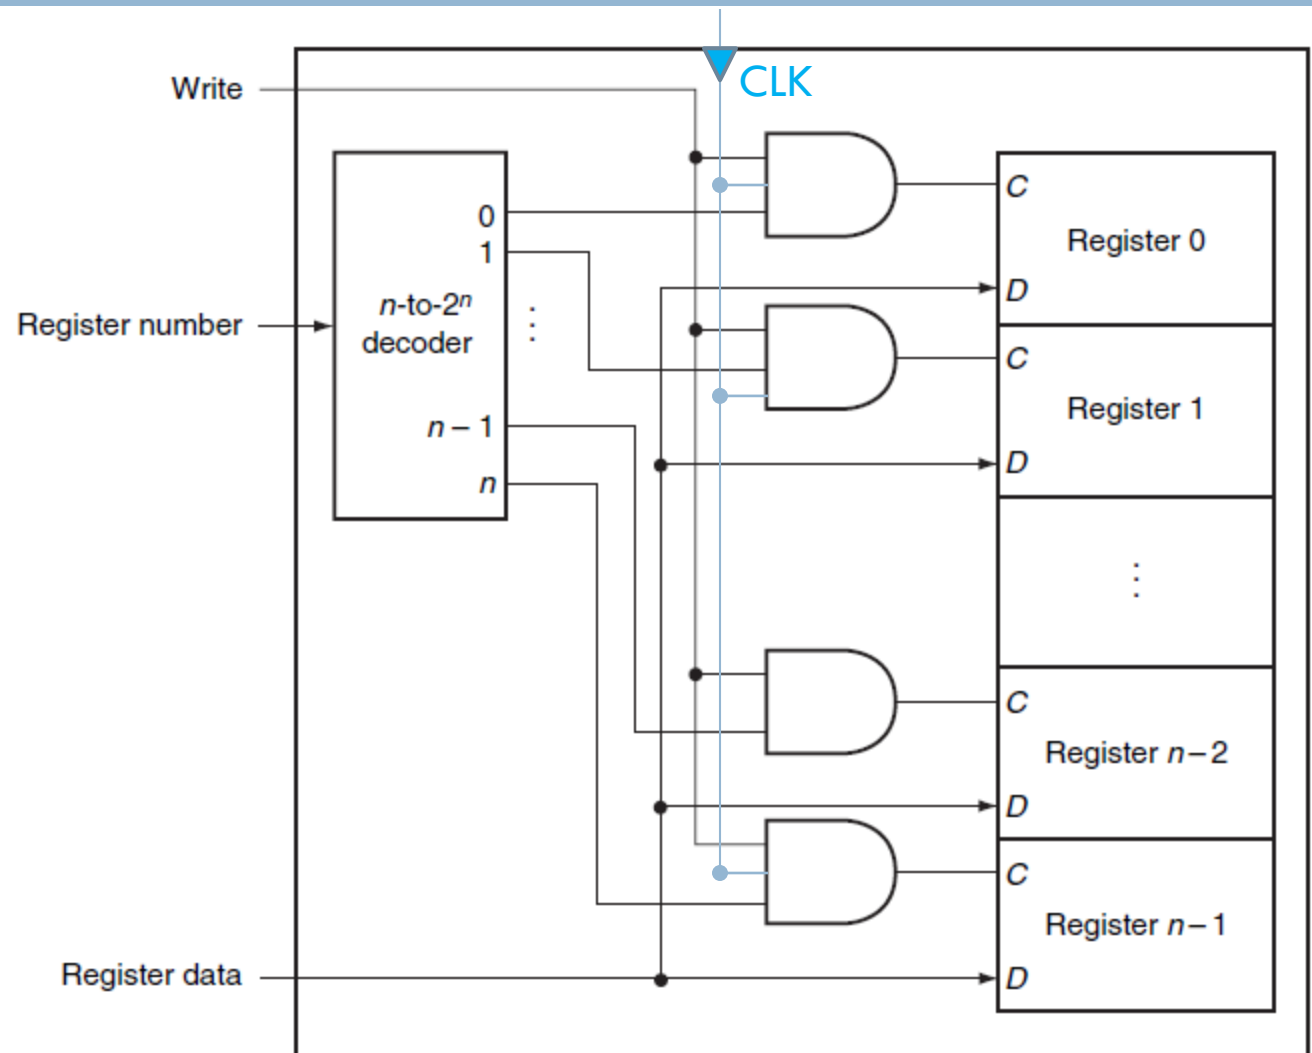 Write
CLK
0
1
n-to-2ⁿ
decoder
⋮
Register number
n – 1
n
C
Register 0
D
C
Register 1
D
⋮
C
Register n – 2
D
C
Register n – 1
D
Register data